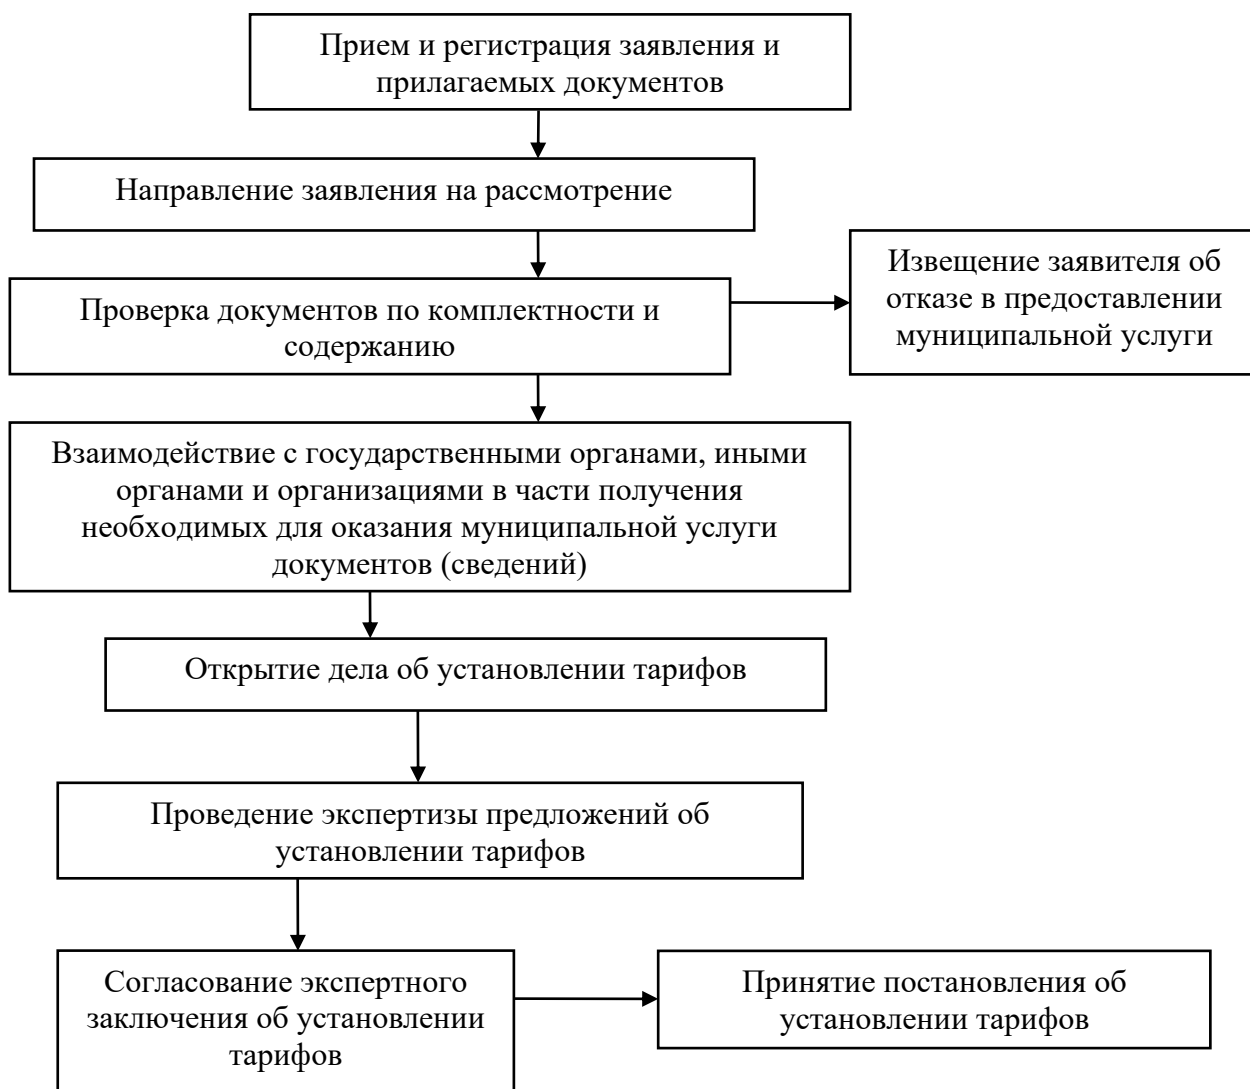 Прием и регистрация заявления и
прилагаемых документов
Направление заявления на рассмотрение
Извещение заявителя об
отказе в предоставлении
муниципальной услуги
Проверка документов по комплектности и
содержанию
Взаимодействие с государственными органами, иными
органами и организациями в части получения
необходимых для оказания муниципальной услуги
документов (сведений)
Открытие дела об установлении тарифов
Проведение экспертизы предложений об
установлении тарифов
Согласование экспертного
заключения об установлении
тарифов
Принятие постановления об
установлении тарифов